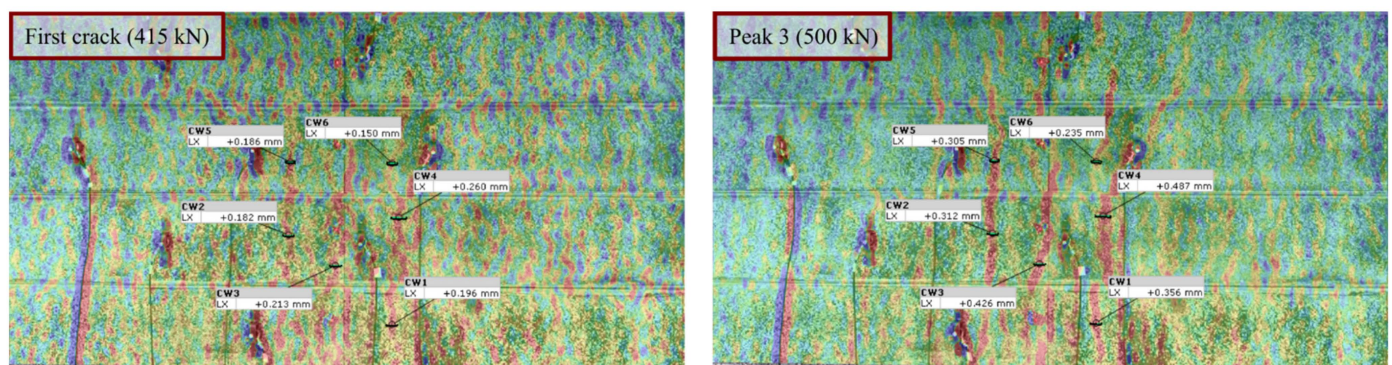 First crack (415 kN)
CW5
LX +0.186 mm
CW6
LX +0.150 mm
CW4
LX +0.260 mm
CW2
LX +0.182 mm
CW3
LX +0.213 mm
CW1
LX +0.196 mm
Peak 3 (500 kN)
CW5
LX +0.305 mm
CW6
LX +0.235 mm
CW4
LX +0.487 mm
CW2
LX +0.312 mm
CW3
LX +0.426 mm
CW1
LX +0.356 mm